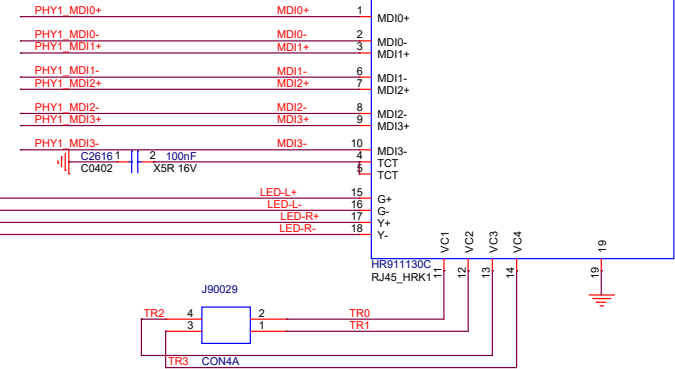 PHY1_MDI0+ MDI0+ 1 MDI0+
PHY1_MDI0- MDI0- 2 MDI0-
PHY1_MDI1+ MDI1+ 3 MDI1+
PHY1_MDI1- MDI1- 6 MDI1-
PHY1_MDI2+ MDI2+ 7 MDI2+
PHY1_MDI2- MDI2- 8 MDI2-
PHY1_MDI3+ MDI3+ 9 MDI3+
PHY1_MDI3- MDI3- 10 MDI3-
C2616 1 2 100nF 4 TCT
C0402 X5R 16V 5 TCT
LED-L+ 15 G+
LED-L- 16 G-
LED-R+ 17 Y+
LED-R- 18 Y-
VC1 VC2 VC3 VC4 19
HR911130C
RJ45_HRK1 11 12 13 14 19
J90029
TR2 4 2 TR0
3 1 TR1
TR3 CON4A